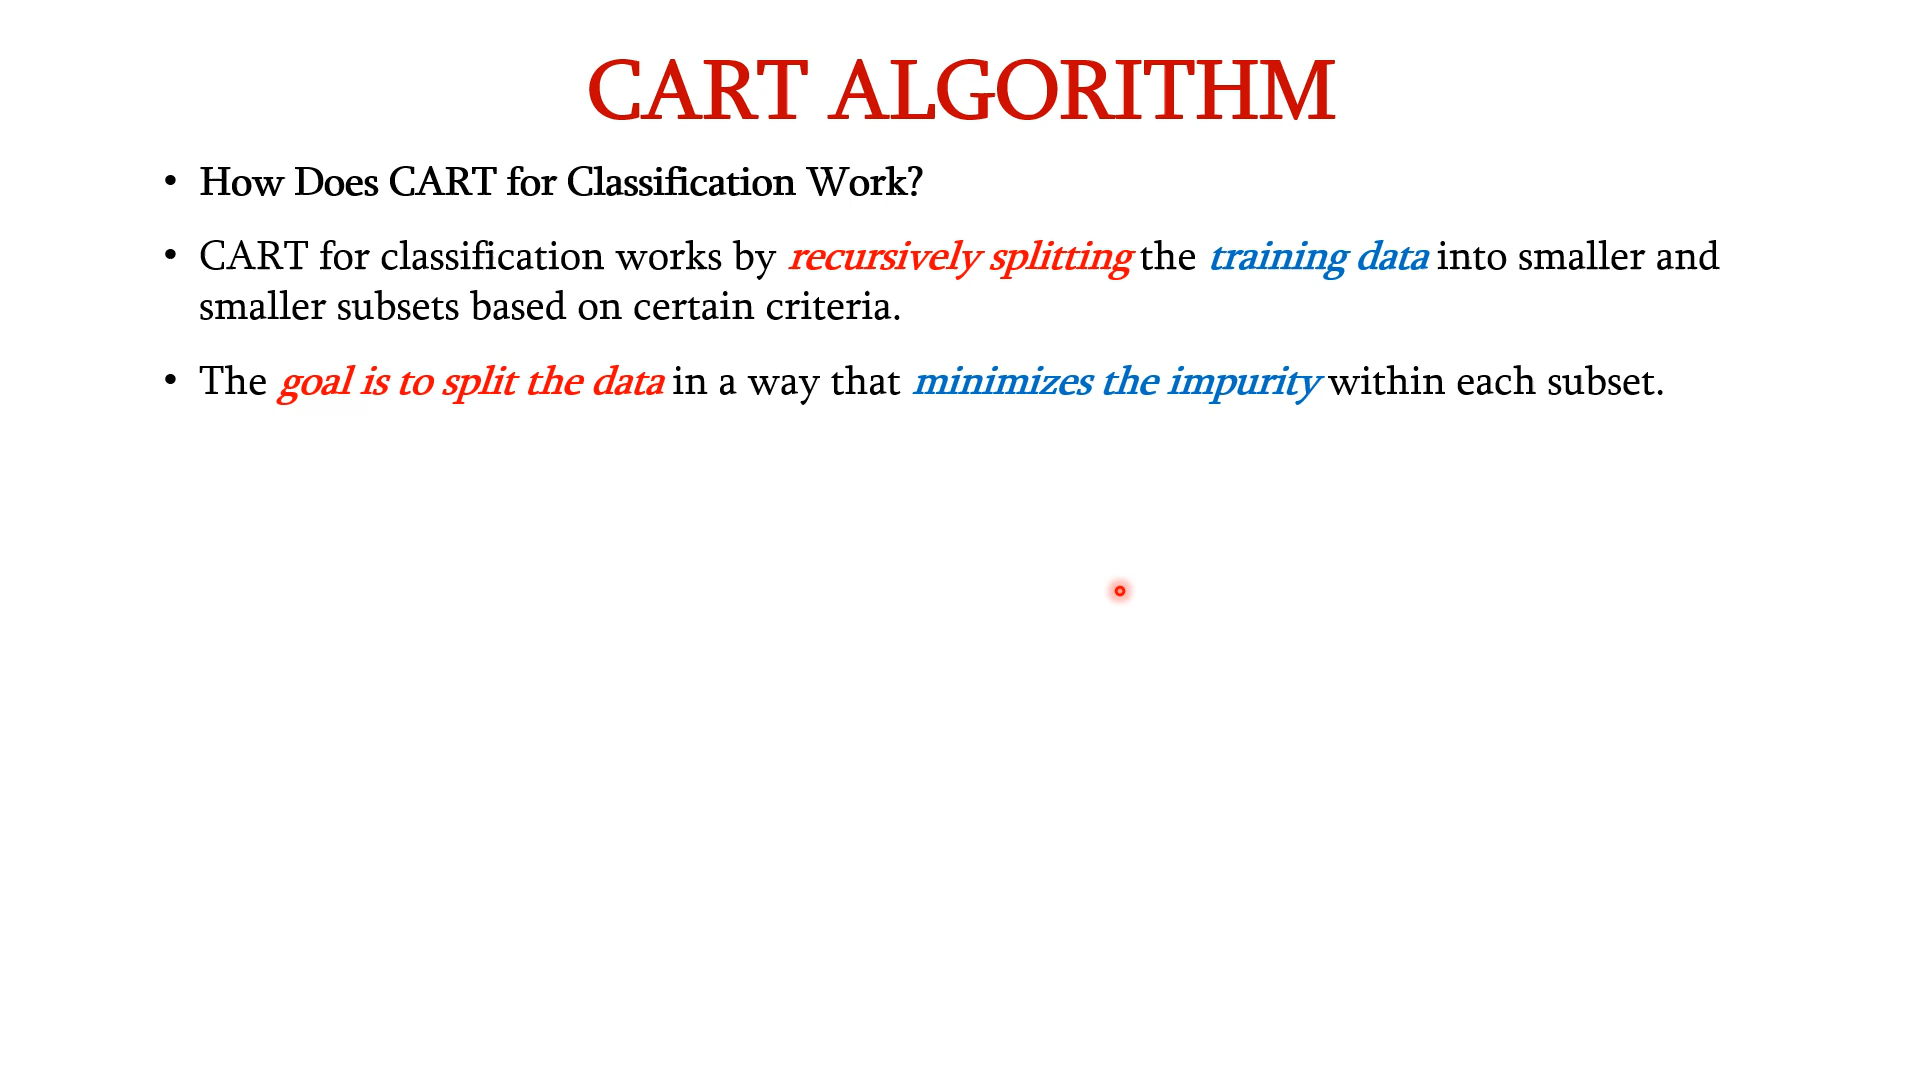 CART ALGORITHM
• How Does CART for Classification Work?
• CART for classification works by recursively splitting the training data into smaller and
smaller subsets based on certain criteria.
• The goal is to split the data in a way that minimizes the impurity within each subset.